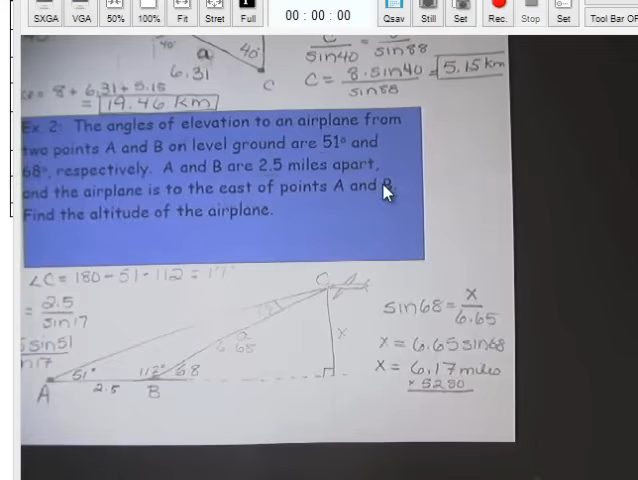 SXGA VGA 50% 100% Fit Stret Full 00 : 00 : 00 Qsav Still Set Rec. Stop Set Tool Bar OF
40° a 40°
6.31 C
sin40 = sin88
C = 8·sin40 = 5.15 km
sin88
= 8 + 6.31 + 5.15
= 19.46 km
Ex. 2: The angles of elevation to an airplane from
two points A and B on level ground are 51° and
68°, respectively. A and B are 2.5 miles apart,
and the airplane is to the east of points A and B.
Find the altitude of the airplane.
∠C = 180 - 51 - 112 = 17°
= 2.5
sin17
sin51
C
a
6.65
x
51° 112° 68
A 2.5 B
sin68 = x
6.65
x = 6.65 sin68
x = 6.17 miles
× 5280